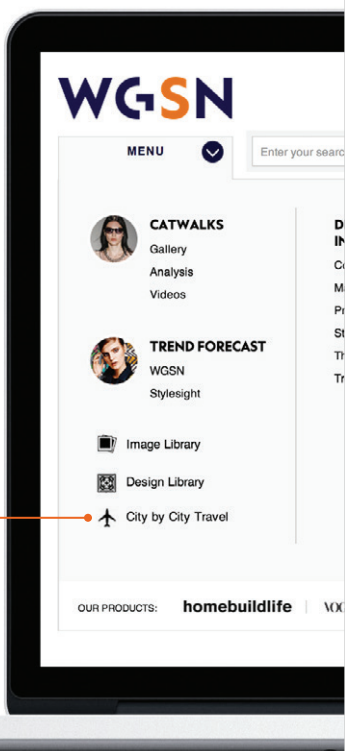 WGSN
MENU
Enter your searc
CATWALKS
Gallery
Analysis
Videos
TREND FORECAST
WGSN
Stylesight
Image Library
Design Library
City by City Travel
OUR PRODUCTS: homebuildlife